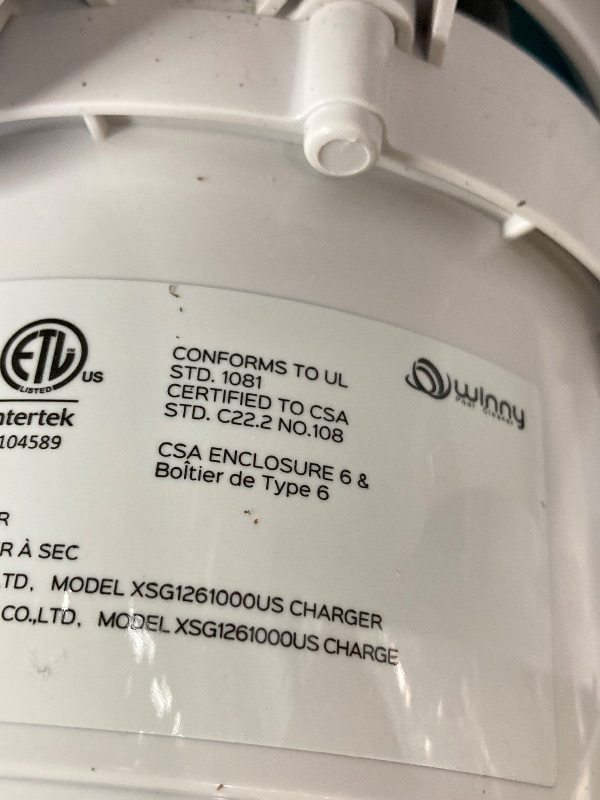 ETL
LISTED
US
ntertek
104589
CONFORMS TO UL
STD. 1081
CERTIFIED TO CSA
STD. C22.2 NO.108
CSA ENCLOSURE 6 &
Boîtier de Type 6
winny
Pool Cleaner
R
R À SEC
LTD. MODEL XSG1261000US CHARGER
CO.,LTD. MODEL XSG1261000US CHARGE